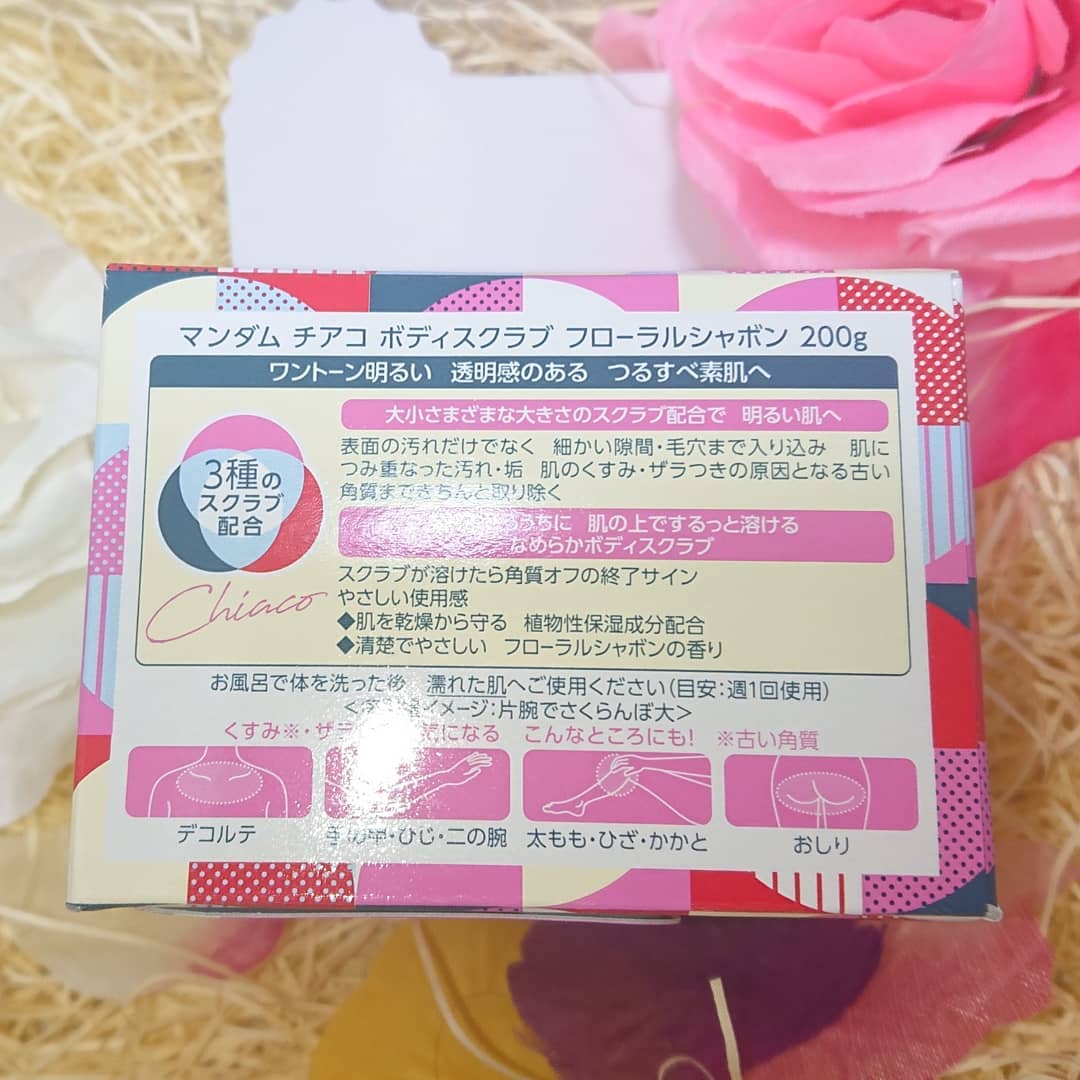 マンダム チアコ ボディスクラブ フローラルシャボン 200g
ワントーン明るい 透明感のある つるすべ素肌へ
大小さまざまな大きさのスクラブ配合で 明るい肌へ
3種の
スクラブ
配合
Chiaco
表面の汚れだけでなく 細かい隙間・毛穴まで入り込み 肌に
つみ重なった汚れ・垢 肌のくすみ・ザラつきの原因となる古い
角質まできちんと取り除く
うちに 肌の上でするっと溶ける
なめらかボディスクラブ
スクラブが溶けたら角質オフの終了サイン
やさしい使用感
◆肌を乾燥から守る 植物性保湿成分配合
◆清楚でやさしい フローラルシャボンの香り
お風呂で体を洗った後 濡れた肌へご使用ください(目安:週1回使用)
イメージ:片腕でさくらんぼ大>
くすみ※・ザラ になる こんなところにも! ※古い角質
デコルテ
手の甲・ひじ・二の腕
太もも・ひざ・かかと
おしり